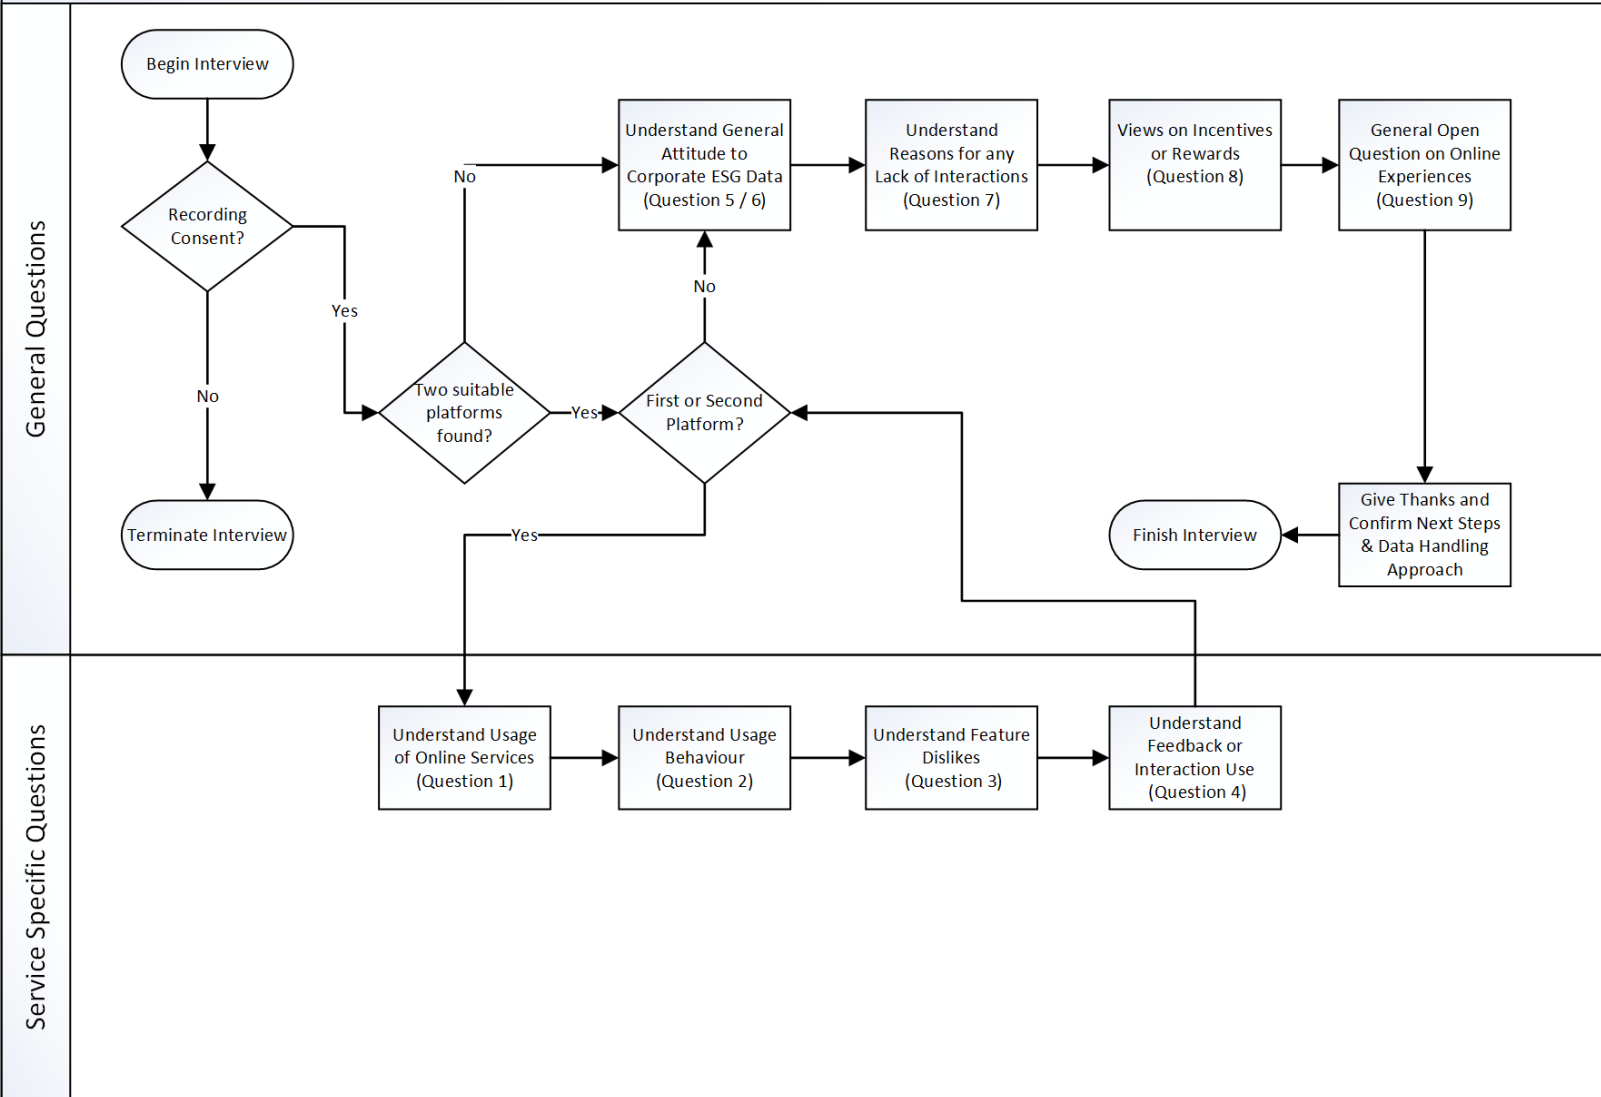 General Questions
Begin Interview
Recording
Consent?
Yes
No
Terminate Interview
Two suitable
platforms
found?
No
Yes
First or Second
Platform?
No
Yes
Understand General
Attitude to
Corporate ESG Data
(Question 5 / 6)
Understand
Reasons for any
Lack of Interactions
(Question 7)
Views on Incentives
or Rewards
(Question 8)
General Open
Question on Online
Experiences
(Question 9)
Give Thanks and
Confirm Next Steps
& Data Handling
Approach
Finish Interview
Service Specific Questions
Understand Usage
of Online Services
(Question 1)
Understand Usage
Behaviour
(Question 2)
Understand Feature
Dislikes
(Question 3)
Understand
Feedback or
Interaction Use
(Question 4)